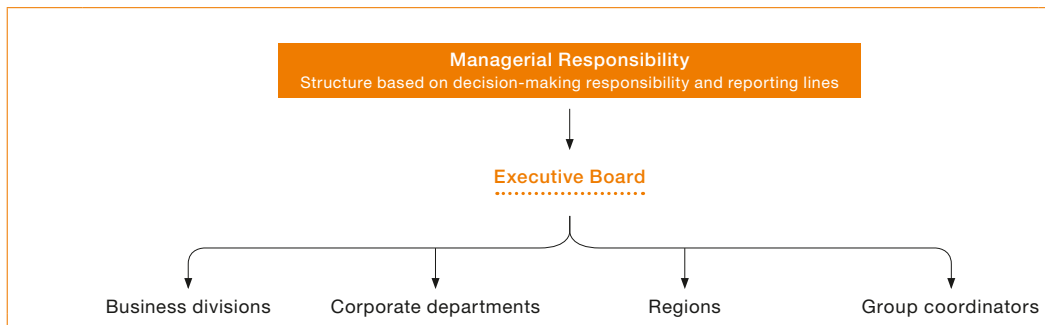 Managerial Responsibility
Structure based on decision-making responsibility and reporting lines
Executive Board
Business divisions
Corporate departments
Regions
Group coordinators